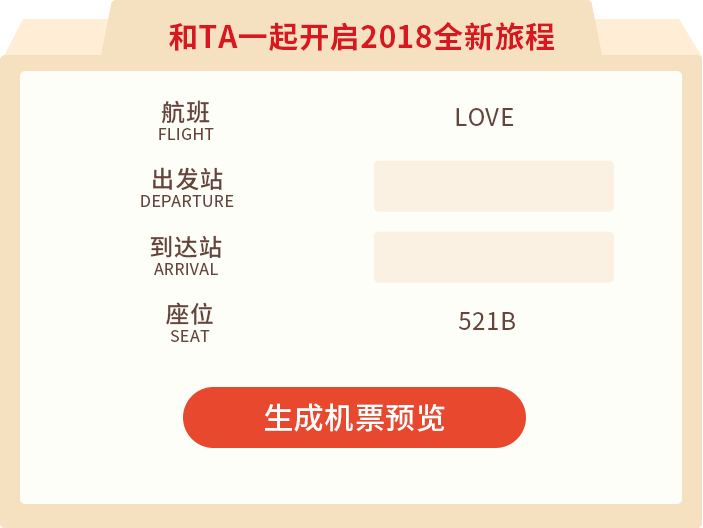 和TA一起开启2018全新旅程
航班
FLIGHT
LOVE
出发站
DEPARTURE
到达站
ARRIVAL
座位
SEAT
521B
生成机票预览